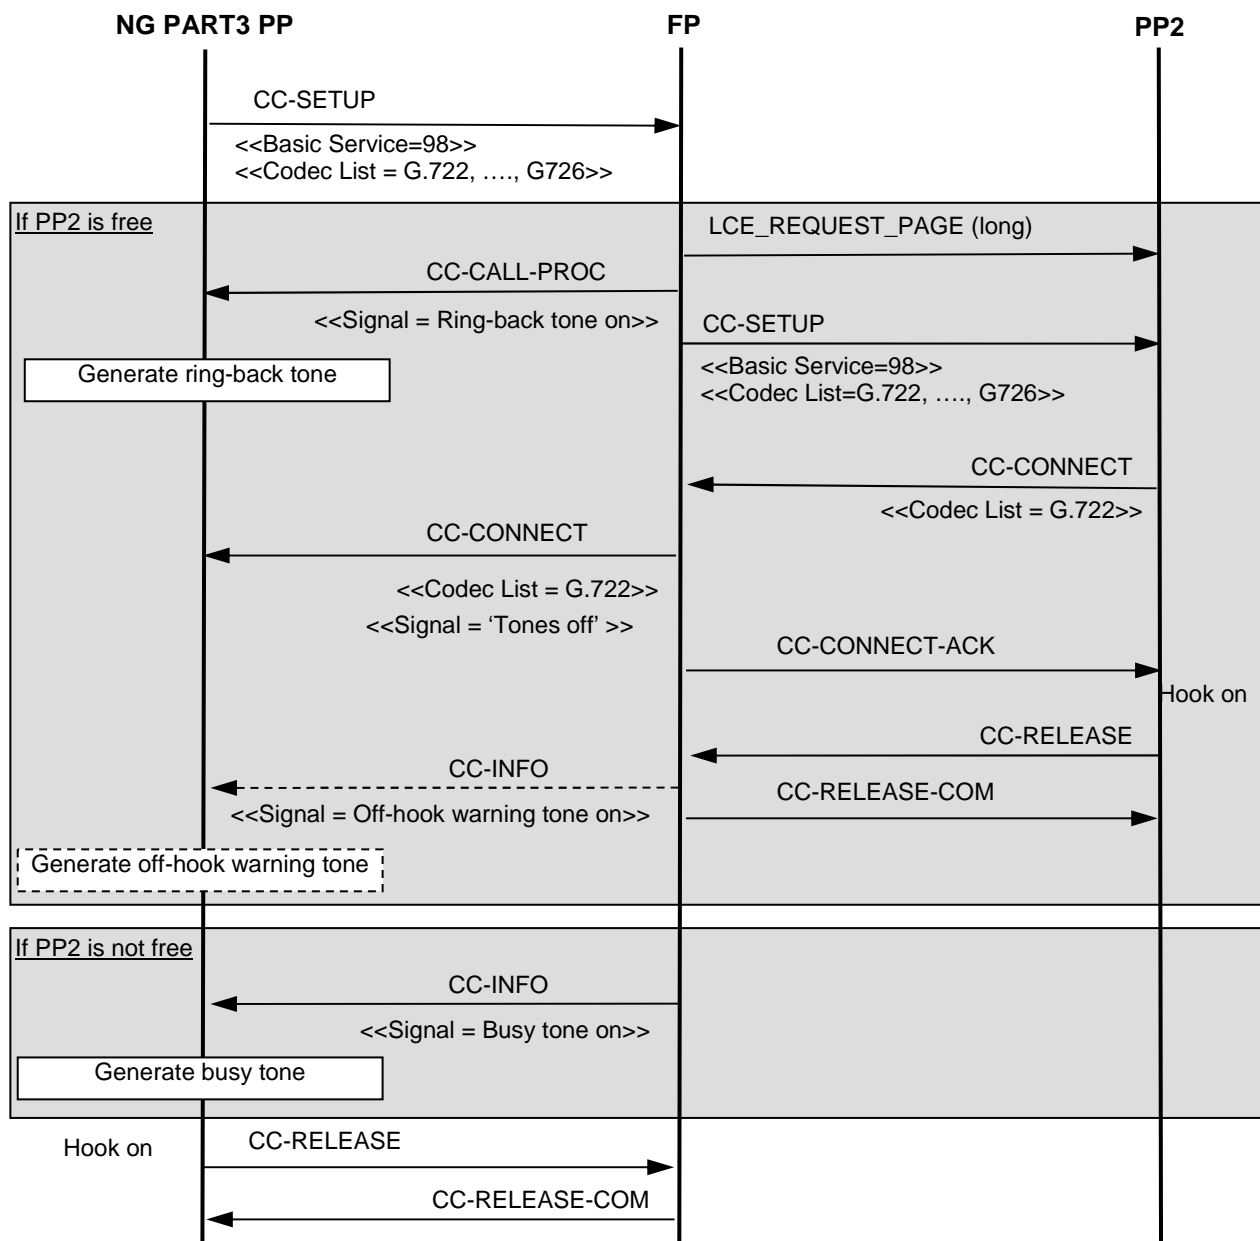 NG PART3 PP
FP
PP2
CC-SETUP
<<Basic Service=98>>
<<Codec List = G.722, …., G726>>
If PP2 is free
LCE_REQUEST_PAGE (long)
CC-CALL-PROC
<<Signal = Ring-back tone on>>
CC-SETUP
Generate ring-back tone
<<Basic Service=98>>
<<Codec List=G.722, …., G726>>
CC-CONNECT
<<Codec List = G.722>>
CC-CONNECT
<<Codec List = G.722>>
<<Signal = ‘Tones off’ >>
CC-CONNECT-ACK
Hook on
CC-RELEASE
CC-INFO
<<Signal = Off-hook warning tone on>>
CC-RELEASE-COM
Generate off-hook warning tone
If PP2 is not free
CC-INFO
<<Signal = Busy tone on>>
Generate busy tone
Hook on
CC-RELEASE
CC-RELEASE-COM